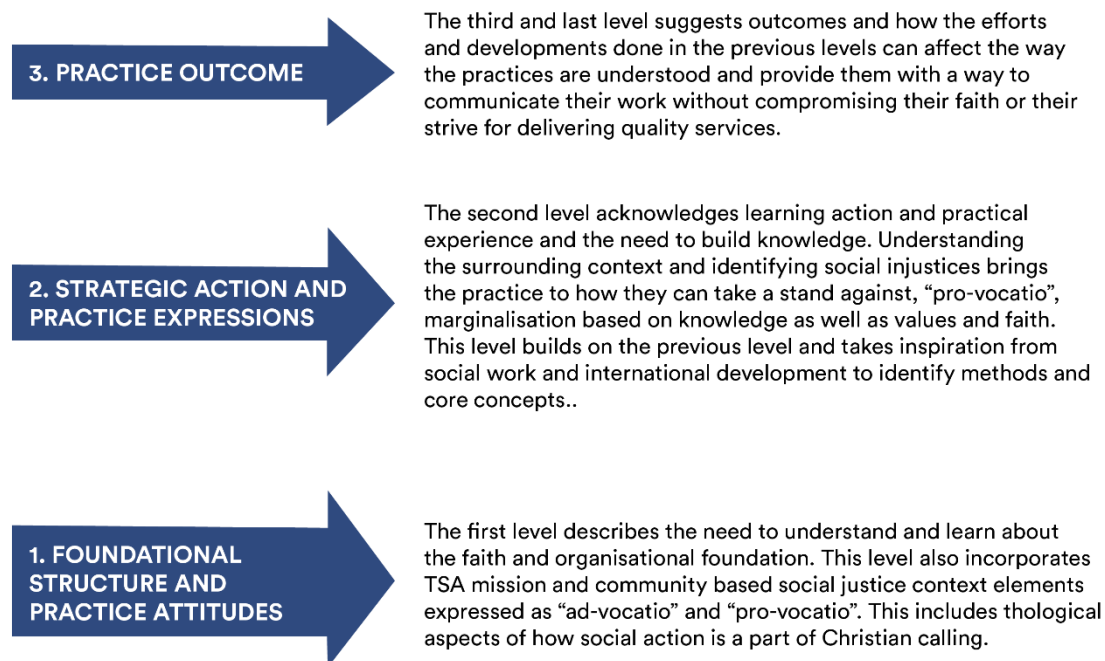 3. PRACTICE OUTCOME
The third and last level suggests outcomes and how the efforts
and developments done in the previous levels can affect the way
the practices are understood and provide them with a way to
communicate their work without compromising their faith or their
strive for delivering quality services.
2. STRATEGIC ACTION AND
PRACTICE EXPRESSIONS
The second level acknowledges learning action and practical
experience and the need to build knowledge. Understanding
the surrounding context and identifying social injustices brings
the practice to how they can take a stand against, “pro-vocatio”,
marginalisation based on knowledge as well as values and faith.
This level builds on the previous level and takes inspiration from
social work and international development to identify methods and
core concepts..
1. FOUNDATIONAL
STRUCTURE AND
PRACTICE ATTITUDES
The first level describes the need to understand and learn about
the faith and organisational foundation. This level also incorporates
TSA mission and community based social justice context elements
expressed as “ad-vocatio” and “pro-vocatio”. This includes thological
aspects of how social action is a part of Christian calling.